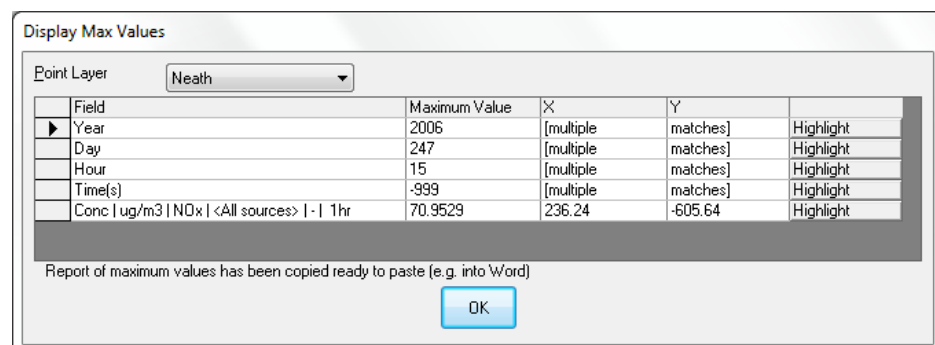 Display Max Values
Point Layer Neath
Field Maximum Value X Y
Year 2006 [multiple matches] Highlight
Day 247 [multiple matches] Highlight
Hour 15 [multiple matches] Highlight
Time(s) -999 [multiple matches] Highlight
Conc | ug/m3 | NOx | <All sources> | - | 1hr 70.9529 236.24 -605.64 Highlight
Report of maximum values has been copied ready to paste (e.g. into Word)
OK